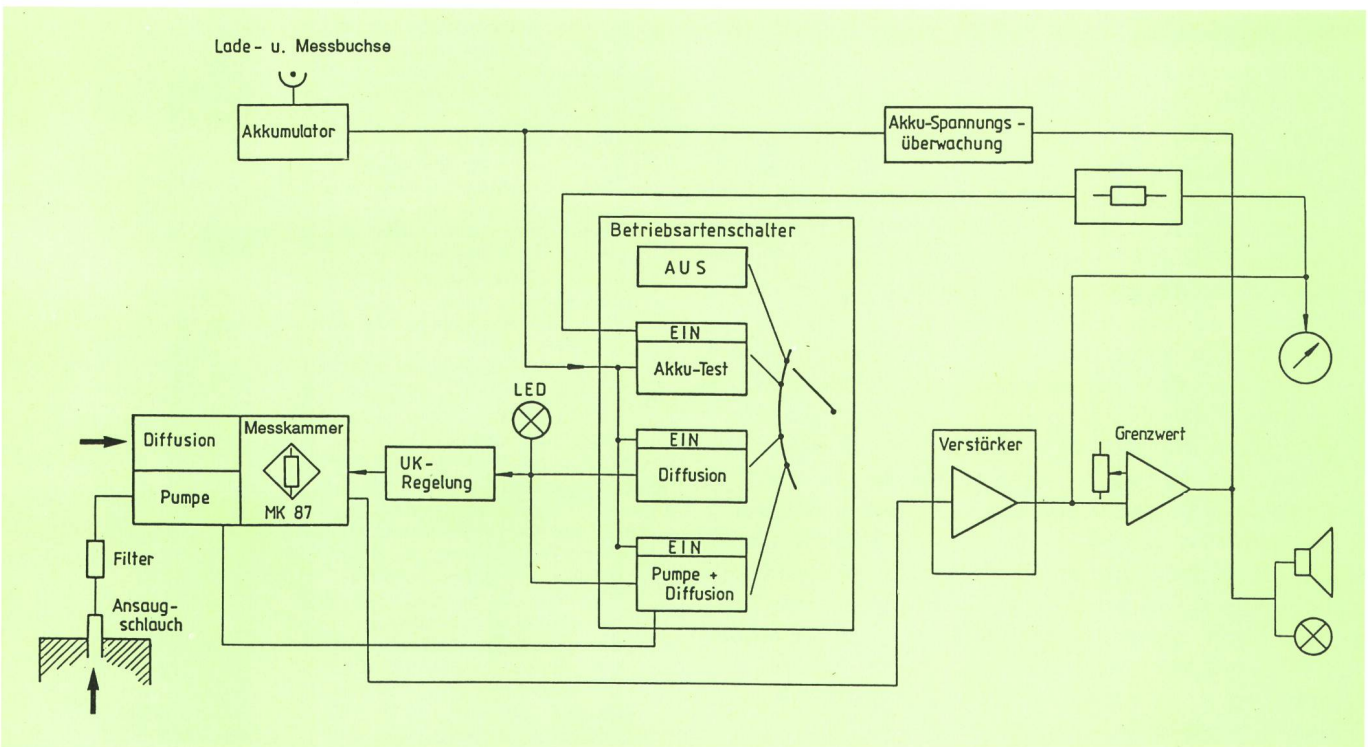 Lade- u. Messbuchse
Akkumulator
Akku-Spannungs-
überwachung
Betriebsartenschalter
AUS
EIN
Akku-Test
LED
EIN
Diffusion
EIN
Pumpe +
Diffusion
Diffusion
Pumpe
Messkammer
MK 87
UK-
Regelung
Filter
Ansaug-
schlauch
Verstärker
Grenzwert